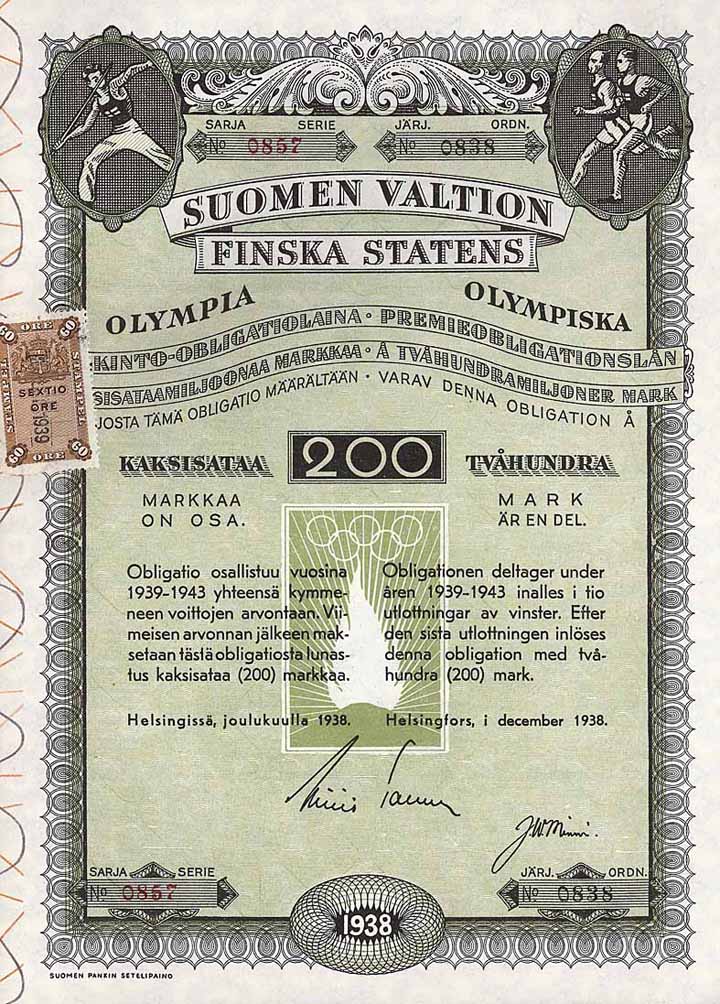 SARJA SERIE JÄRJ. ORDN.
No 0857 No 0838
SUOMEN VALTION
FINSKA STATENS
OLYMPIA OLYMPISKA
KINTO-OBLIGATIOLAINA · PREMIEOBLIGATIONSLÅN
SISATAAMILJOONAA MARKKAA · Å TVÅHUNDRAMILJONER MARK
JOSTA TÄMÄ OBLIGATIO MÄÄRÄLTÄÄN · VARAV DENNA OBLIGATION Å
60 ÖRE 60
STÄMPEL
SEXTIO
ÖRE
1939
60 ÖRE 60
KAKSISATAA 200 TVÅHUNDRA
MARKKAA
ON OSA.
MARK
ÄR EN DEL.
Obligatio osallistuu vuosina
1939-1943 yhteensä kymme-
neen voittojen arvontaan. Vii-
meisen arvonnan jälkeen mak-
setaan tästä obligatiosta lunas-
tus kaksisataa (200) markkaa.
Helsingissä, joulukuulla 1938.
Obligationen deltager under
åren 1939-1943 inalles i tio
utlottningar av vinster. Efter
den sista utlottningen inlöses
denna obligation med två-
hundra (200) mark.
Helsingfors, i december 1938.
SARJA SERIE JÄRJ. ORDN.
No 0857 No 0838
1938
SUOMEN PANKIN SETELIPAINO